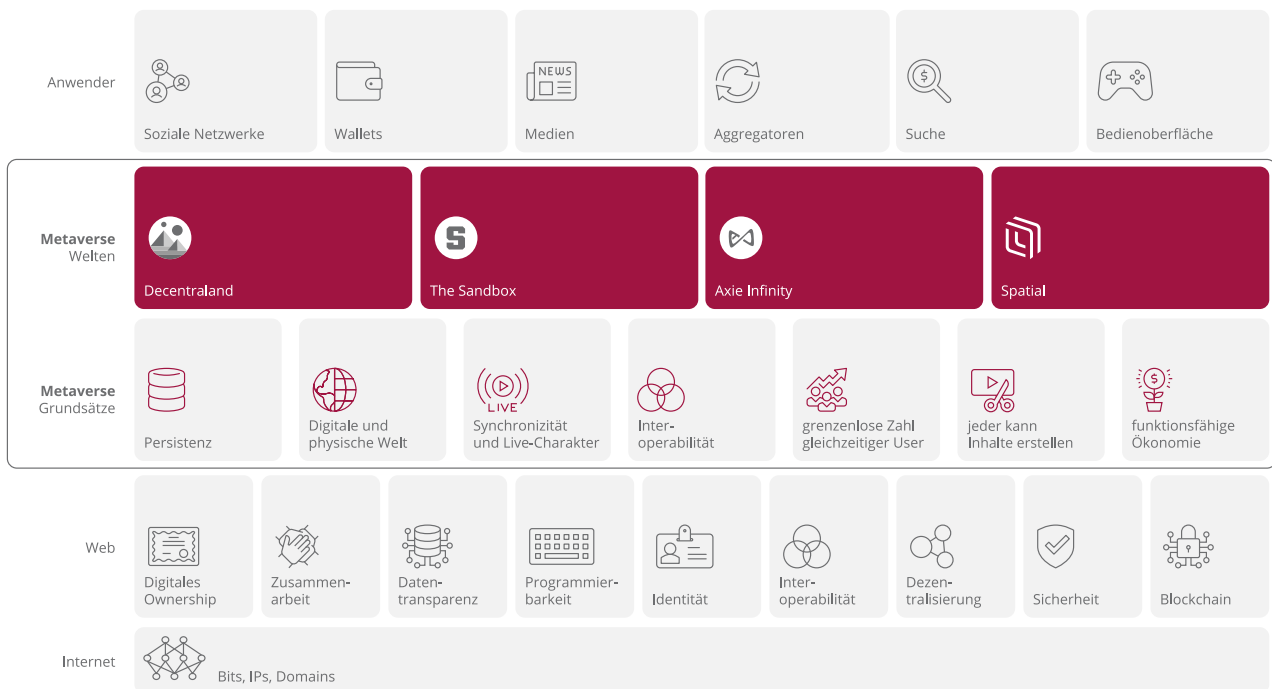 Anwender
NEWS
$
Soziale Netzwerke
Wallets
Medien
Aggregatoren
Suche
Bedienoberfläche
Metaverse
Welten
S
Decentraland
The Sandbox
Axie Infinity
Spatial
Metaverse
Grundsätze
LIVE
$
Persistenz
Digitale und
physische Welt
Synchronizität
und Live-Charakter
Inter-
operabilität
grenzenlose Zahl
gleichzeitiger User
jeder kann
Inhalte erstellen
funktionsfähige
Ökonomie
Web
Digitales
Ownership
Zusammen-
arbeit
Daten-
transparenz
Programmier-
barkeit
Identität
Inter-
operabilität
Dezen-
tralisierung
Sicherheit
Blockchain
Internet
Bits, IPs, Domains